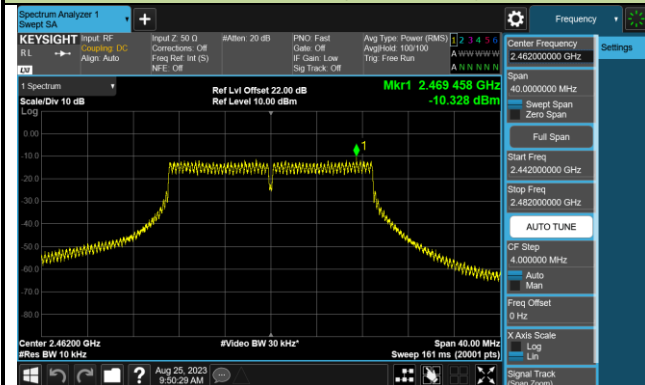 Spectrum Analyzer 1
Swept SA
+
Frequency
KEYSIGHT
Input: RF
Coupling: DC
Align: Auto
Input Z: 50 Ω
Corrections: Off
Freq Ref: Int (S)
NFE: Off
#Atten: 20 dB
PNO: Fast
Gate: Off
IF Gain: Low
Sig Track: Off
Avg Type: Power (RMS)
Avg|Hold: 100/100
Trig: Free Run
1 2 3 4 5 6
A W W W W W
A N N N N N
RL
LXI
1 Spectrum
Scale/Div 10 dB
Log
Ref Lvl Offset 22.00 dB
Ref Level 10.00 dBm
Mkr1 2.469 458 GHz
-10.328 dBm
1
0.00
-10.0
-20.0
-30.0
-40.0
-50.0
-60.0
-70.0
-80.0
Center 2.46200 GHz
#Res BW 10 kHz
#Video BW 30 kHz*
Span 40.00 MHz
Sweep 161 ms (20001 pts)
Aug 25, 2023
9:50:29 AM
?
Center Frequency
2.462000000 GHz
Settings
Span
40.0000000 MHz
Swept Span
Zero Span
Full Span
Start Freq
2.442000000 GHz
Stop Freq
2.482000000 GHz
AUTO TUNE
CF Step
4.000000 MHz
Auto
Man
Freq Offset
0 Hz
X Axis Scale
Log
Lin
Signal Track
(Span Zoom)